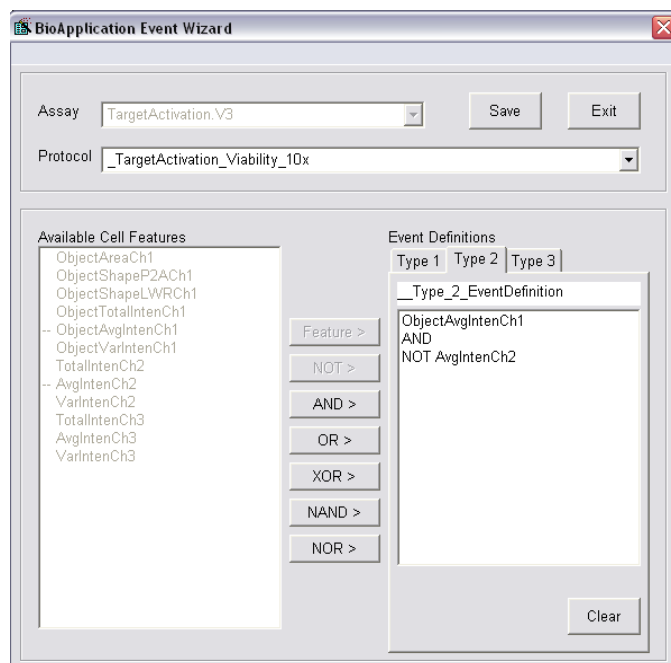 BioApplication Event Wizard
Assay
TargetActivation.V3
Save
Exit
Protocol
_TargetActivation_Viability_10x
Available Cell Features
ObjectAreaCh1
ObjectShapeP2ACh1
ObjectShapeLWRCh1
ObjectTotalIntenCh1
-- ObjectAvgIntenCh1
ObjectVarIntenCh1
TotalIntenCh2
-- AvgIntenCh2
VarIntenCh2
TotalIntenCh3
AvgIntenCh3
VarIntenCh3
Feature >
NOT >
AND >
OR >
XOR >
NAND >
NOR >
Event Definitions
Type 1 Type 2 Type 3
__Type_2_EventDefinition
ObjectAvgIntenCh1
AND
NOT AvgIntenCh2
Clear